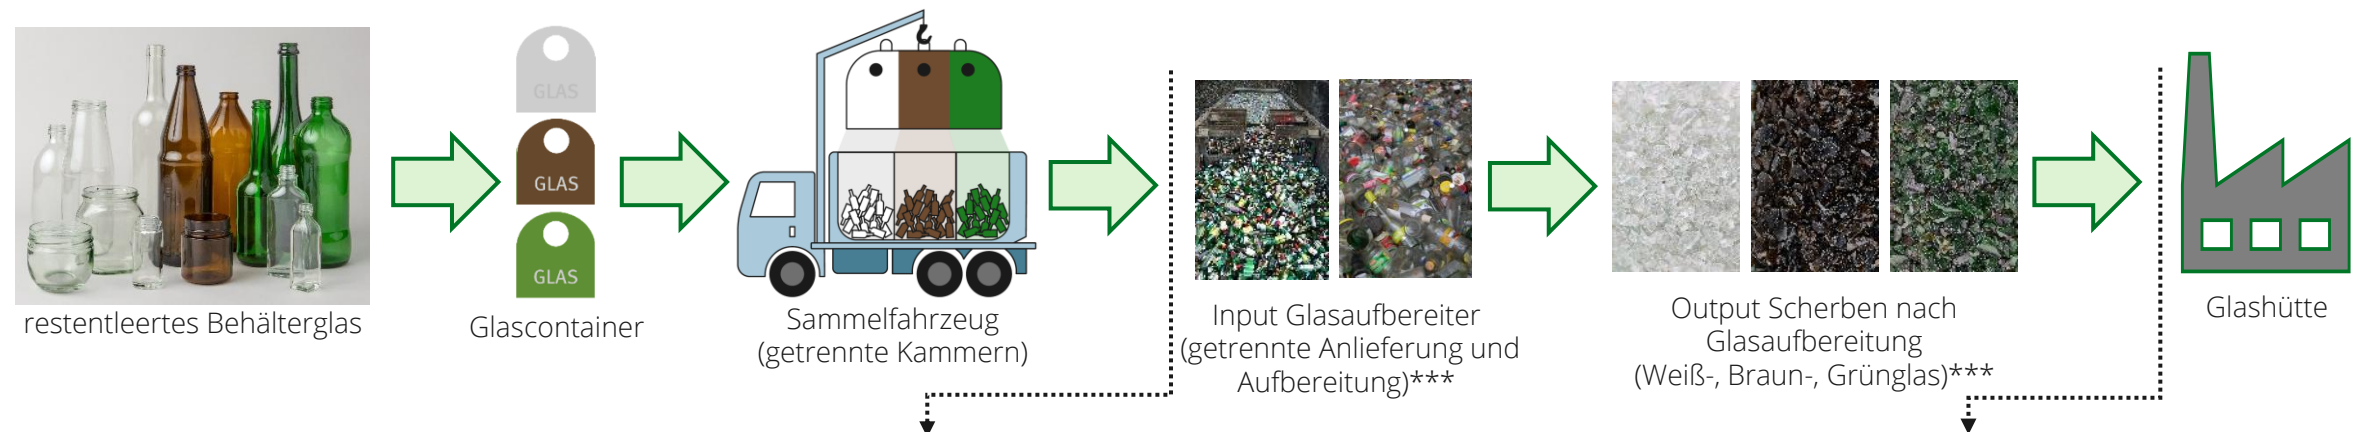 GLAS
GLAS
GLAS
restentleertes Behälterglas
Glascontainer
Sammelfahrzeug
(getrennte Kammern)
Input Glasaufbereiter
(getrennte Anlieferung und
Aufbereitung)***
Output Scherben nach
Glasaufbereitung
(Weiß-, Braun-, Grünglas)***
Glashütte